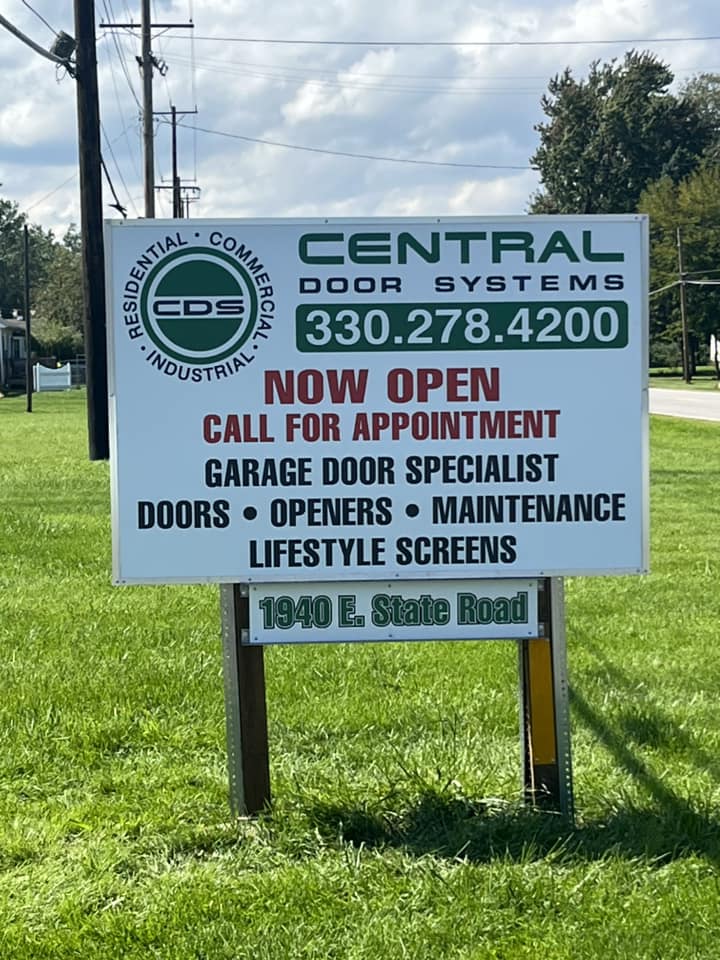 RESIDENTIAL • COMMERCIAL • INDUSTRIAL •
CDS
CENTRAL
DOOR SYSTEMS
330.278.4200
NOW OPEN
CALL FOR APPOINTMENT
GARAGE DOOR SPECIALIST
DOORS • OPENERS • MAINTENANCE
LIFESTYLE SCREENS
1940 E. State Road